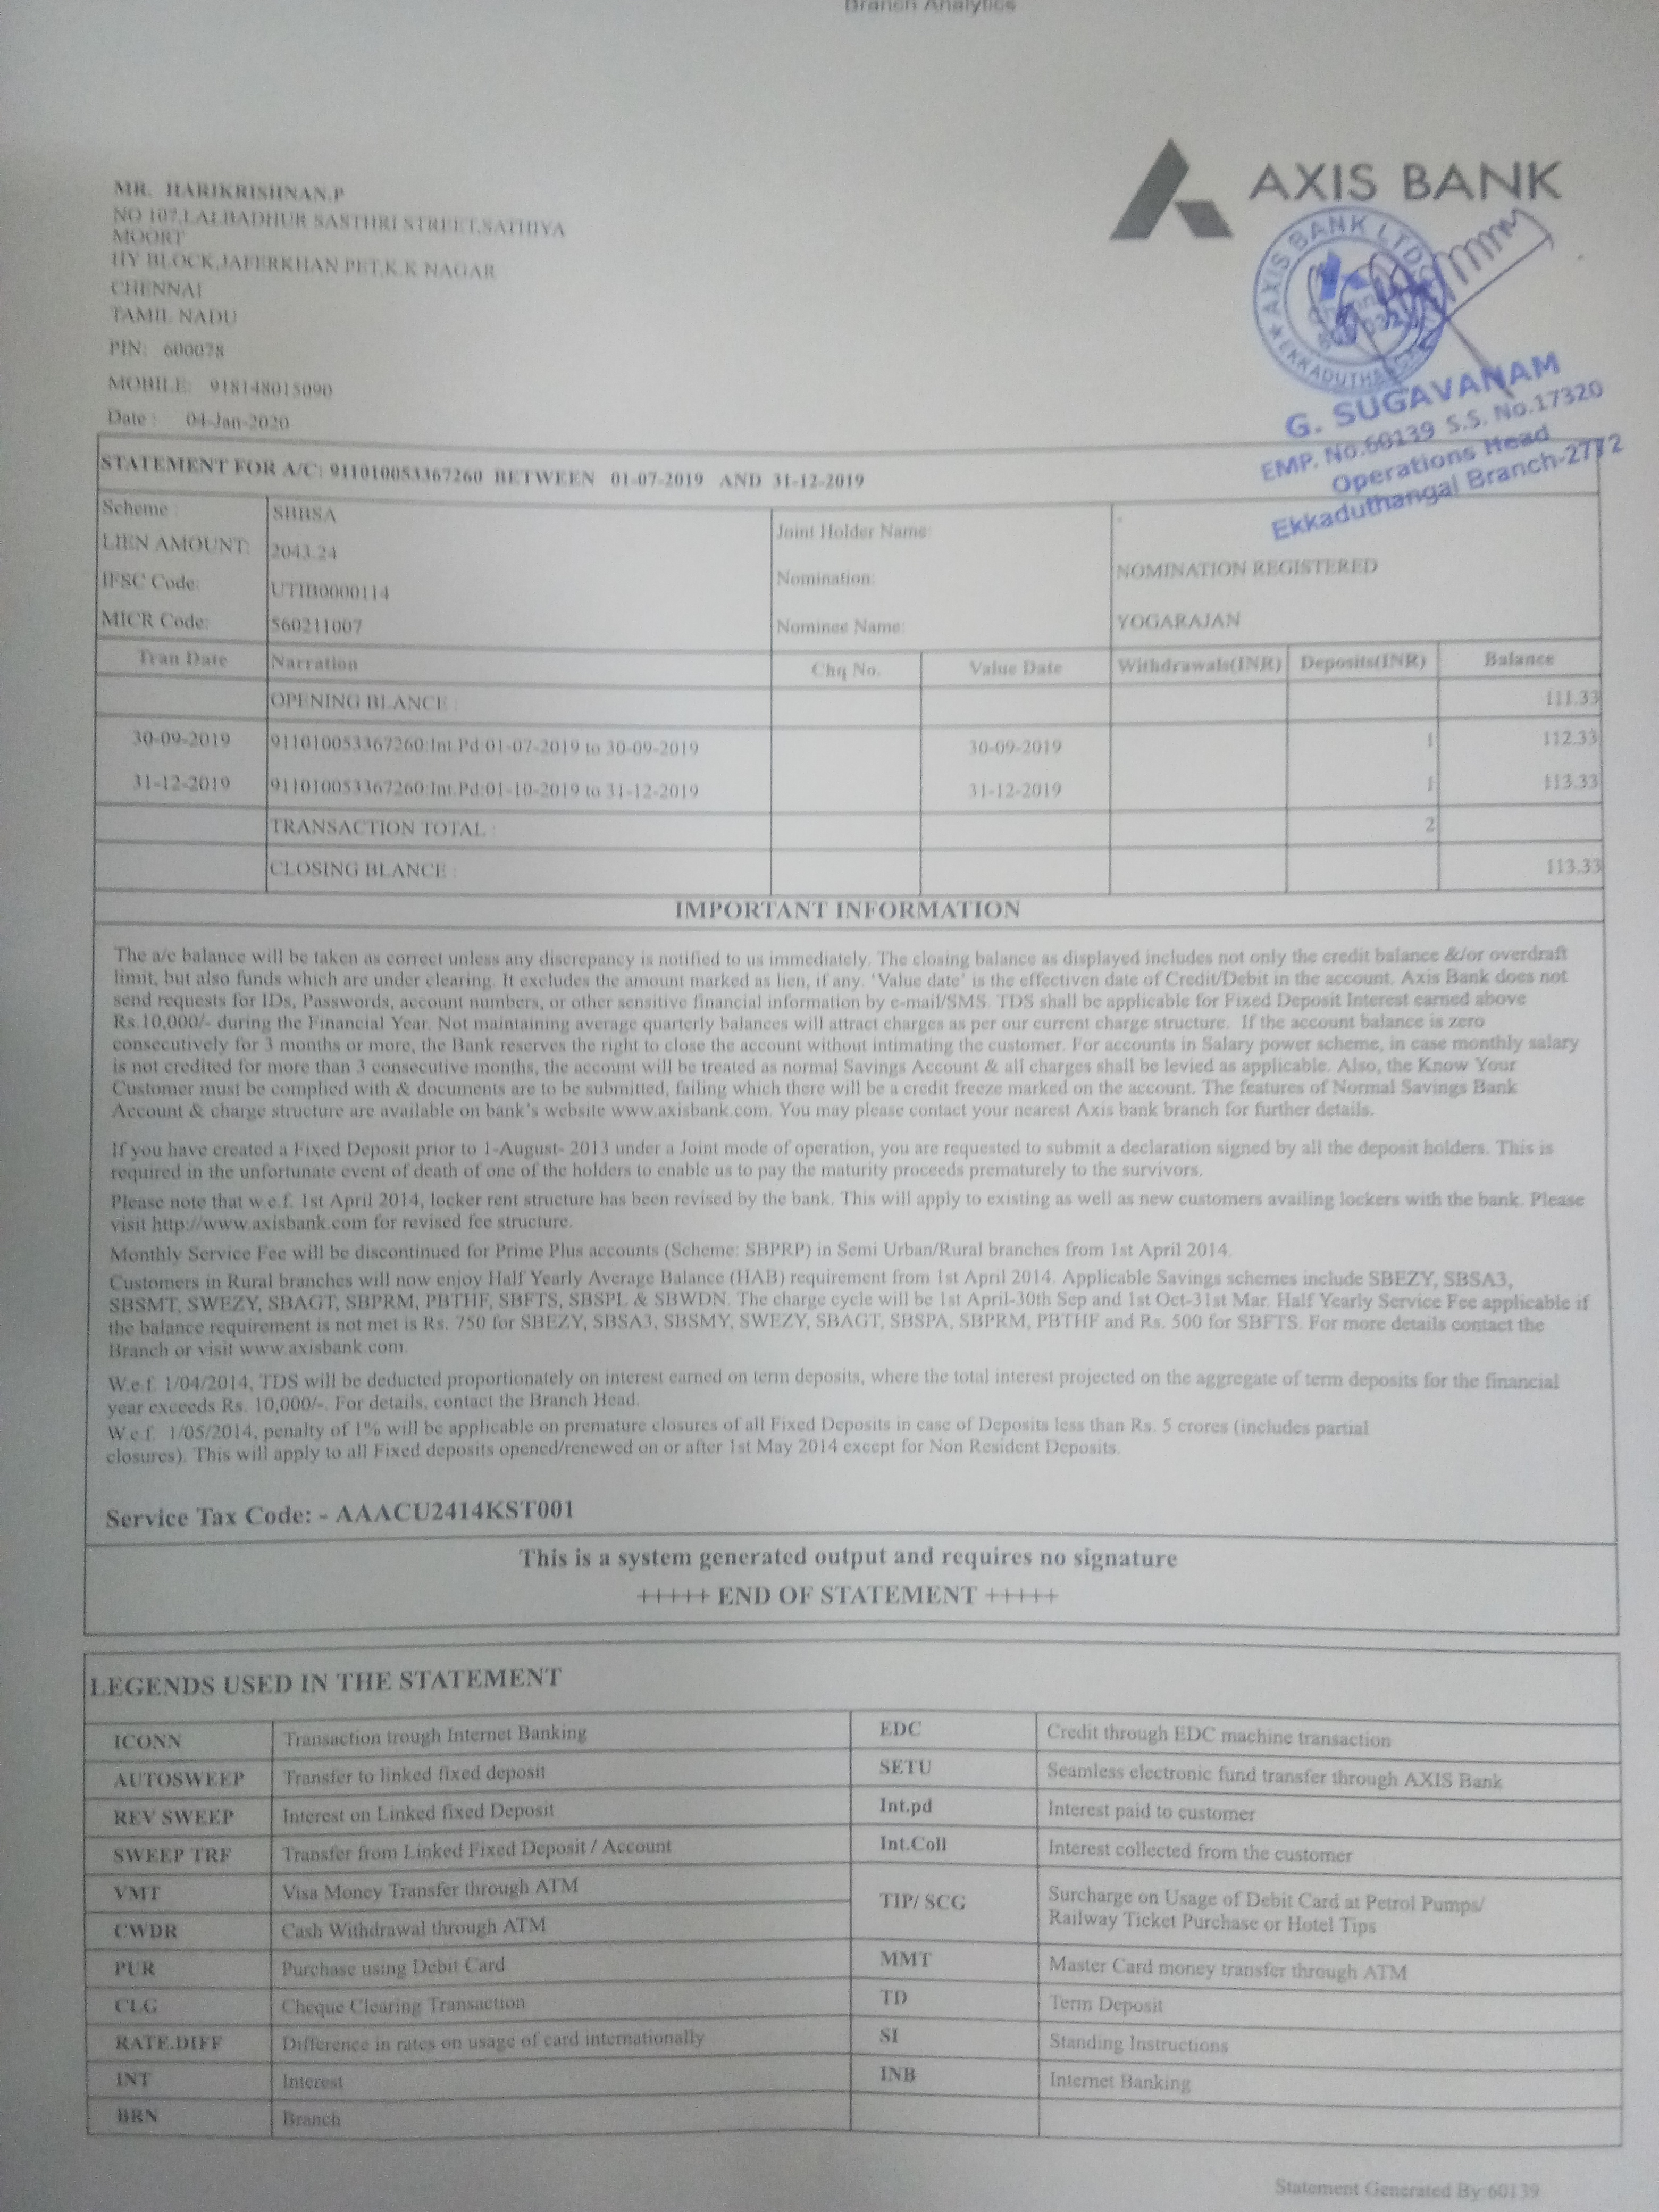 Branch Analytics
AXIS BANK
MR. HARIKRISHNAN.P
NO 107,LALBADHUR SASTHRI STREET,SATHIYA
MOORT
HY BLOCK,JAFERKHAN PET,K.K NAGAR
CHENNAI
TAMIL NADU
PIN: 600078
MOBILE: 918148015090
Date : 04-Jan-2020
AXIS BANK LTD
EKKADUTHANGAL
G. SUGAVANAM
EMP. No.60139 S.S. No.17320
Operations Head
Ekkaduthangal Branch-2772
STATEMENT FOR A/C: 911010053367260 BETWEEN 01-07-2019 AND 31-12-2019
Scheme : SBBSA Joint Holder Name: -
LIEN AMOUNT: 2043.24 Nomination: NOMINATION REGISTERED
IFSC Code: UTIB0000114
MICR Code: 560211007 Nominee Name: YOGARAJAN
Tran Date Narration Chq No. Value Date Withdrawals(INR) Deposits(INR) Balance
OPENING BLANCE : 111.33
30-09-2019 911010053367260:Int.Pd:01-07-2019 to 30-09-2019 30-09-2019 1 112.33
31-12-2019 911010053367260:Int.Pd:01-10-2019 to 31-12-2019 31-12-2019 1 113.33
TRANSACTION TOTAL : 2
CLOSING BLANCE : 113.33
IMPORTANT INFORMATION
The a/c balance will be taken as correct unless any discrepancy is notified to us immediately. The closing balance as displayed includes not only the credit balance &/or overdraft
limit, but also funds which are under clearing. It excludes the amount marked as lien, if any. 'Value date' is the effectiven date of Credit/Debit in the account. Axis Bank does not
send requests for IDs, Passwords, account numbers, or other sensitive financial information by e-mail/SMS. TDS shall be applicable for Fixed Deposit Interest earned above
Rs.10,000/- during the Financial Year. Not maintaining average quarterly balances will attract charges as per our current charge structure. If the account balance is zero
consecutively for 3 months or more, the Bank reserves the right to close the account without intimating the customer. For accounts in Salary power scheme, in case monthly salary
is not credited for more than 3 consecutive months, the account will be treated as normal Savings Account & all charges shall be levied as applicable. Also, the Know Your
Customer must be complied with & documents are to be submitted, failing which there will be a credit freeze marked on the account. The features of Normal Savings Bank
Account & charge structure are available on bank's website www.axisbank.com. You may please contact your nearest Axis bank branch for further details.
If you have created a Fixed Deposit prior to 1-August- 2013 under a Joint mode of operation, you are requested to submit a declaration signed by all the deposit holders. This is
required in the unfortunate event of death of one of the holders to enable us to pay the maturity proceeds prematurely to the survivors.
Please note that w.e.f. 1st April 2014, locker rent structure has been revised by the bank. This will apply to existing as well as new customers availing lockers with the bank. Please
visit http://www.axisbank.com for revised fee structure.
Monthly Service Fee will be discontinued for Prime Plus accounts (Scheme: SBPRP) in Semi Urban/Rural branches from 1st April 2014.
Customers in Rural branches will now enjoy Half Yearly Average Balance (HAB) requirement from 1st April 2014. Applicable Savings schemes include SBEZY, SBSA3,
SBSMT, SWEZY, SBAGT, SBPRM, PBTHF, SBFTS, SBSPL & SBWDN. The charge cycle will be 1st April-30th Sep and 1st Oct-31st Mar. Half Yearly Service Fee applicable if
the balance requirement is not met is Rs. 750 for SBEZY, SBSA3, SBSMY, SWEZY, SBAGT, SBSPA, SBPRM, PBTHF and Rs. 500 for SBFTS. For more details contact the
Branch or visit www.axisbank.com.
W.e.f. 1/04/2014, TDS will be deducted proportionately on interest earned on term deposits, where the total interest projected on the aggregate of term deposits for the financial
year exceeds Rs. 10,000/-. For details, contact the Branch Head.
W.e.f. 1/05/2014, penalty of 1% will be applicable on premature closures of all Fixed Deposits in case of Deposits less than Rs. 5 crores (includes partial
closures). This will apply to all Fixed deposits opened/renewed on or after 1st May 2014 except for Non Resident Deposits.
Service Tax Code: - AAACU2414KST001
This is a system generated output and requires no signature
+++++ END OF STATEMENT +++++
LEGENDS USED IN THE STATEMENT
ICONN Transaction trough Internet Banking EDC Credit through EDC machine transaction
AUTOSWEEP Transfer to linked fixed deposit SETU Seamless electronic fund transfer through AXIS Bank
REV SWEEP Interest on Linked fixed Deposit Int.pd Interest paid to customer
SWEEP TRF Transfer from Linked Fixed Deposit / Account Int.Coll Interest collected from the customer
VMT Visa Money Transfer through ATM TIP/ SCG Surcharge on Usage of Debit Card at Petrol Pumps/
CWDR Cash Withdrawal through ATM Railway Ticket Purchase or Hotel Tips
PUR Purchase using Debit Card MMT Master Card money transfer through ATM
CLG Cheque Clearing Transaction TD Term Deposit
RATE.DIFF Difference in rates on usage of card internationally SI Standing Instructions
INT Interest INB Internet Banking
BRN Branch
Statement Generated By:60139